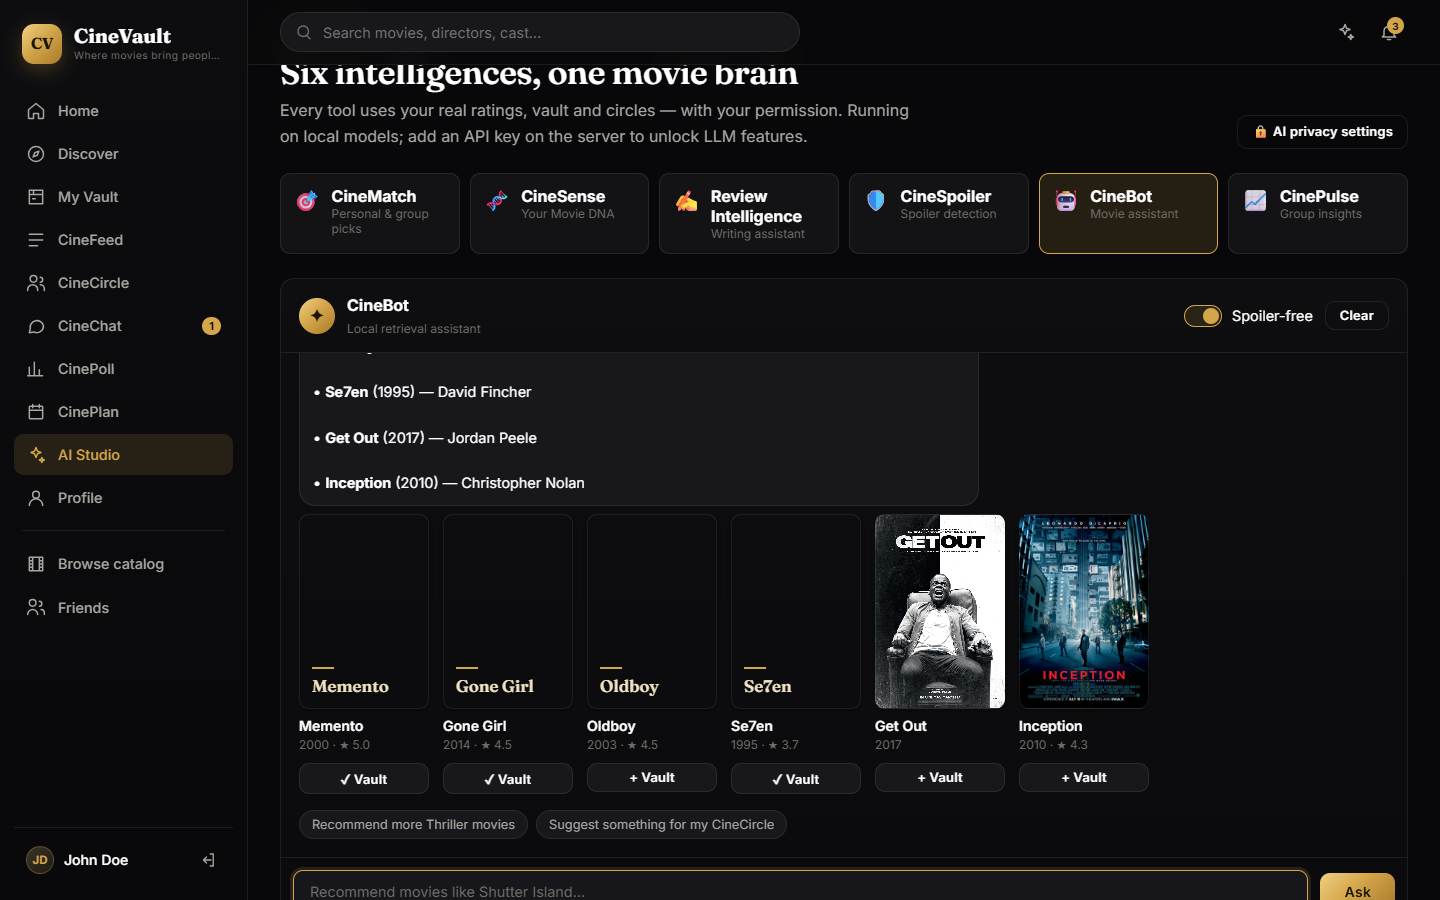 CV
CineVault
Where movies bring peopl...
Search movies, directors, cast...
3
Home
Discover
My Vault
CineFeed
CineCircle
CineChat
1
CinePoll
CinePlan
AI Studio
Profile
Browse catalog
Friends
JD
John Doe
Six intelligences, one movie brain
Every tool uses your real ratings, vault and circles — with your permission. Running
on local models; add an API key on the server to unlock LLM features.
AI privacy settings
CineMatch
Personal & group
picks
CineSense
Your Movie DNA
Review
Intelligence
Writing assistant
CineSpoiler
Spoiler detection
CineBot
Movie assistant
CinePulse
Group insights
CineBot
Local retrieval assistant
Spoiler-free
Clear
• Se7en (1995) — David Fincher
• Get Out (2017) — Jordan Peele
• Inception (2010) — Christopher Nolan
Memento
Gone Girl
Oldboy
Se7en
GET OUT
LEONARDO DICAPRIO
INCEPTION
Memento
2000 · ★ 5.0
✓ Vault
Gone Girl
2014 · ★ 4.5
✓ Vault
Oldboy
2003 · ★ 4.5
+ Vault
Se7en
1995 · ★ 3.7
✓ Vault
Get Out
2017
+ Vault
Inception
2010 · ★ 4.3
+ Vault
Recommend more Thriller movies
Suggest something for my CineCircle
Recommend movies like Shutter Island...
Ask